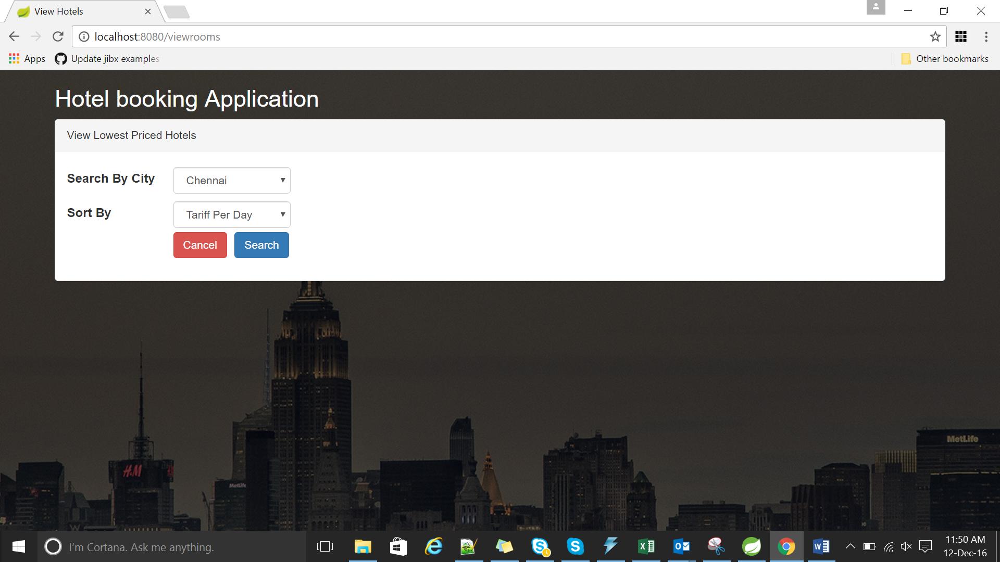 View Hotels
localhost:8080/viewrooms
Apps
Update jibx examples
Other bookmarks
Hotel booking Application
View Lowest Priced Hotels
Search By City
Chennai
Sort By
Tariff Per Day
Cancel
Search
MetLife
H&M
MetLife
W
I'm Cortana. Ask me anything.
11:50 AM
12-Dec-16